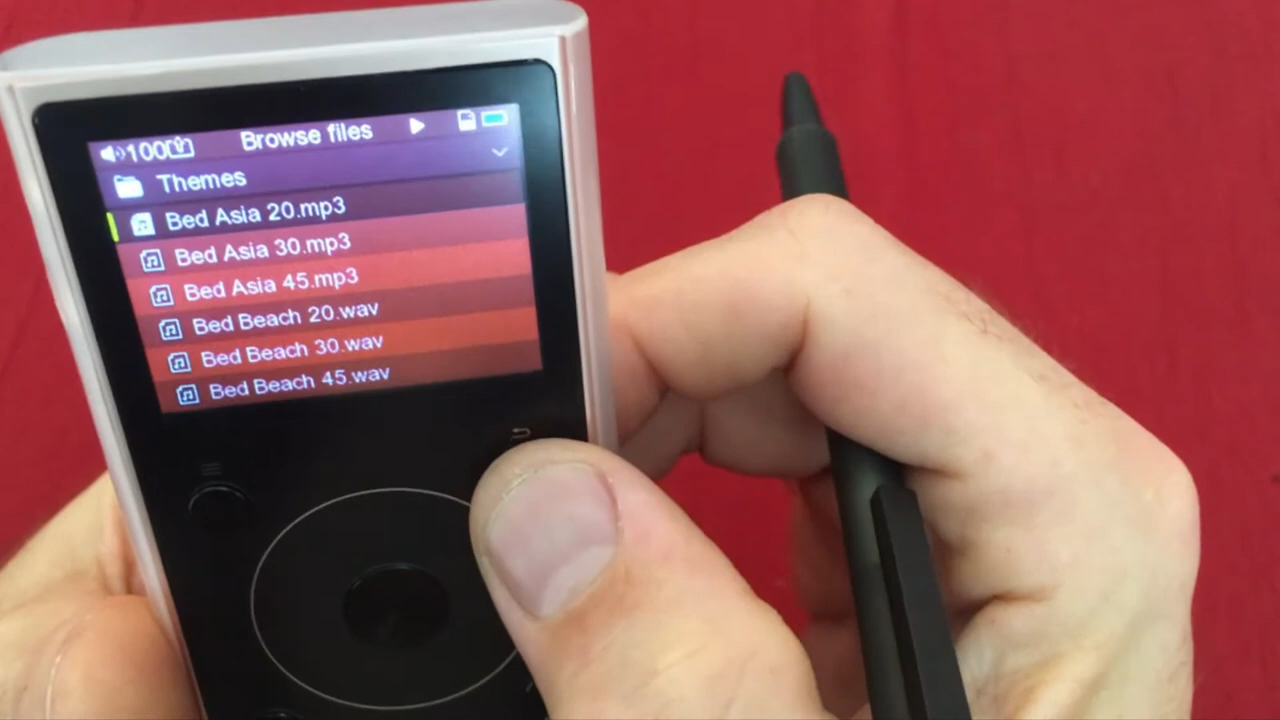 100 Browse files
Themes
Bed Asia 20.mp3
Bed Asia 30.mp3
Bed Asia 45.mp3
Bed Beach 20.wav
Bed Beach 30.wav
Bed Beach 45.wav